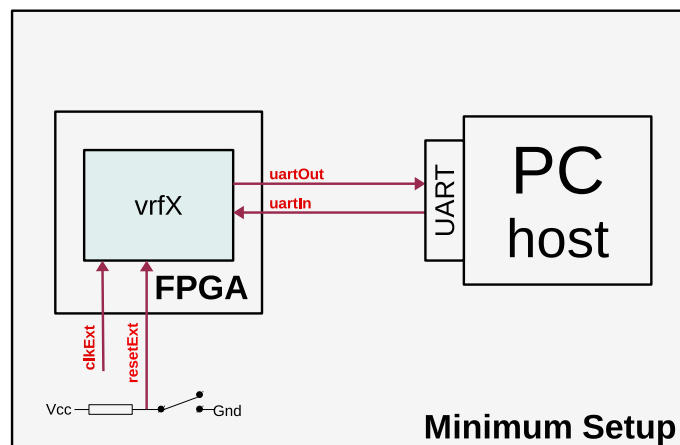 uartOut
PC
vrfX
uartIn
UART
host
FPGA
clkExt
resetExt
Vcc
Gnd
Minimum Setup